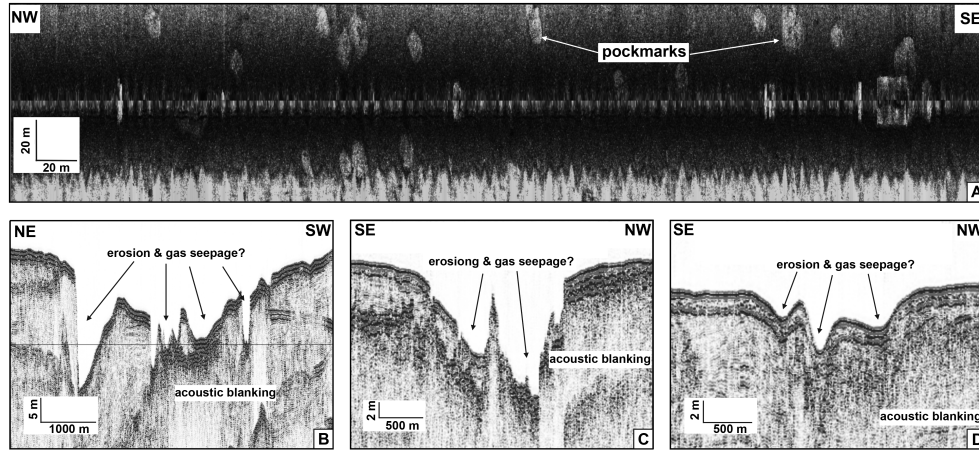 NW
SE
pockmarks
20 m
20 m
A
NE
SW
erosion & gas seepage?
acoustic blanking
5 m
1000 m
B
SE
NW
erosiong & gas seepage?
acoustic blanking
2 m
500 m
C
SE
NW
erosion & gas seepage?
acoustic blanking
2 m
500 m
D